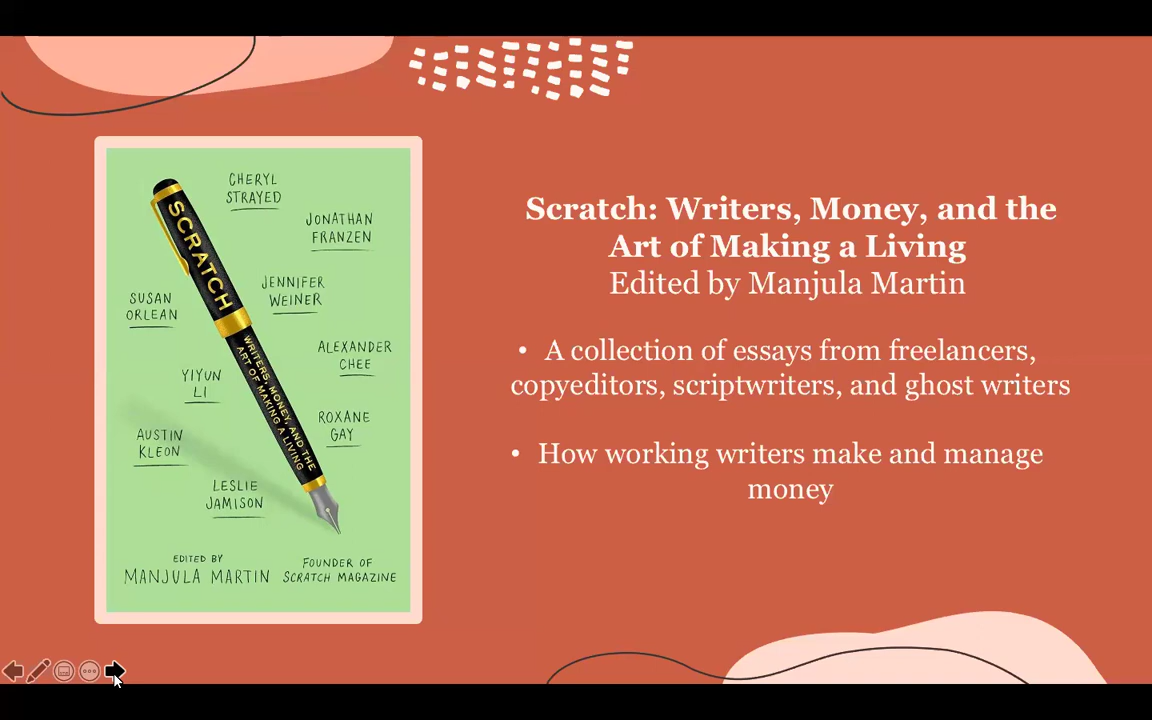 CHERYL
STRAYED
JONATHAN
FRANZEN
JENNIFER
WEINER
SUSAN
ORLEAN
ALEXANDER
CHEE
YIYUN
LI
ROXANE
GAY
AUSTIN
KLEON
LESLIE
JAMISON
SCRATCH
WRITERS, MONEY, AND THE
ART OF MAKING A LIVING
EDITED BY
MANJULA MARTIN
FOUNDER OF
SCRATCH MAGAZINE
Scratch: Writers, Money, and the
Art of Making a Living
Edited by Manjula Martin
• A collection of essays from freelancers,
copyeditors, scriptwriters, and ghost writers
• How working writers make and manage
money